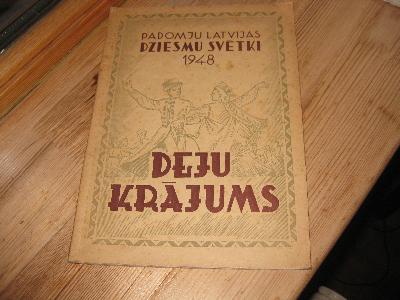 PADOMJU LATVIJAS
DZIESMU SVĒTKI
1948
DEJU
KRĀJUMS